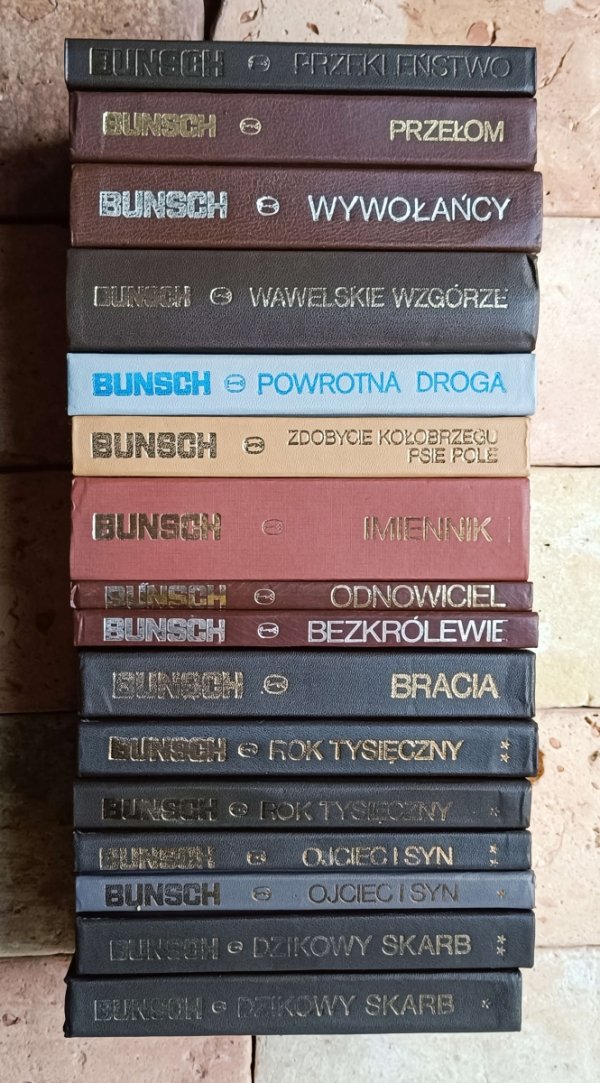 BUNSCH PRZEKLEŃSTWO
BUNSCH PRZEŁOM
BUNSCH WYWOŁAŃCY
BUNSCH WAWELSKIE WZGÓRZE
BUNSCH POWROTNA DROGA
BUNSCH ZDOBYCIE KOŁOBRZEGU
PSIE POLE
BUNSCH IMIENNIK
BUNSCH ODNOWICIEL
BUNSCH BEZKRÓLEWIE
BUNSCH BRACIA
BUNSCH ROK TYSIĘCZNY **
BUNSCH ROK TYSIĘCZNY *
BUNSCH OJCIEC I SYN **
BUNSCH OJCIEC I SYN *
BUNSCH DZIKOWY SKARB **
BUNSCH DZIKOWY SKARB *